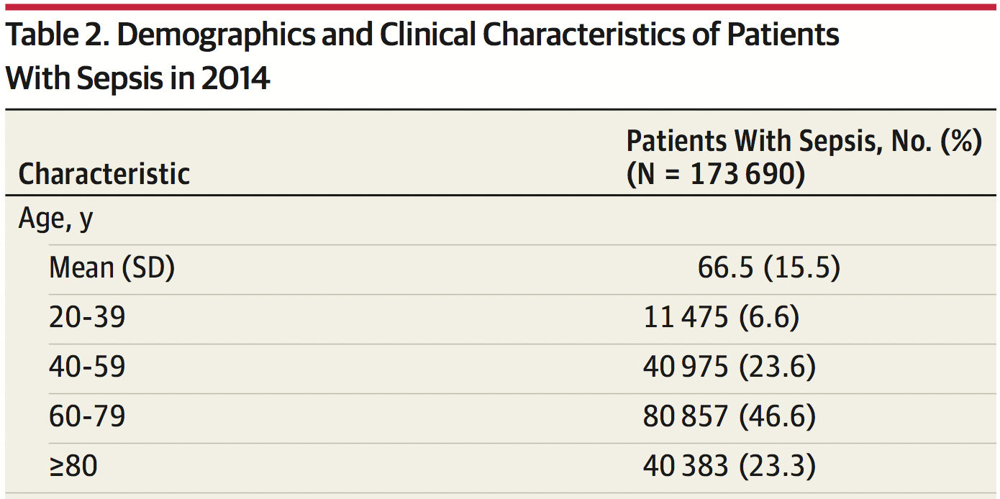 Table 2. Demographics and Clinical Characteristics of Patients
With Sepsis in 2014
Patients With Sepsis, No. (%)
Characteristic (N = 173 690)
Age, y
Mean (SD) 66.5 (15.5)
20-39 11 475 (6.6)
40-59 40 975 (23.6)
60-79 80 857 (46.6)
≥80 40 383 (23.3)